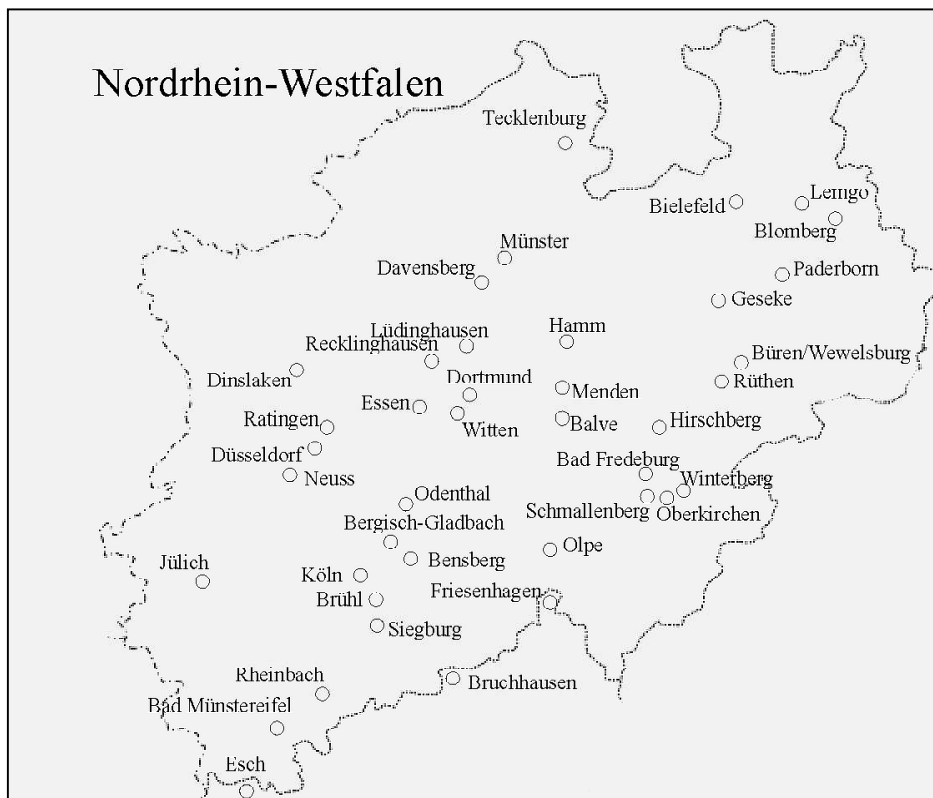 Nordrhein-Westfalen
Tecklenburg
Bielefeld
Lemgo
Blomberg
Münster
Davensberg
Paderborn
Geseke
Hamm
Lüdinghausen
Recklinghausen
Büren/Wewelsburg
Dinslaken
Rüthen
Dortmund
Menden
Essen
Ratingen
Witten
Balve
Hirschberg
Düsseldorf
Neuss
Bad Fredeburg
Winterberg
Odenthal
Schmallenberg
Oberkirchen
Bergisch-Gladbach
Olpe
Jülich
Bensberg
Köln
Friesenhagen
Brühl
Siegburg
Rheinbach
Bruchhausen
Bad Münstereifel
Esch